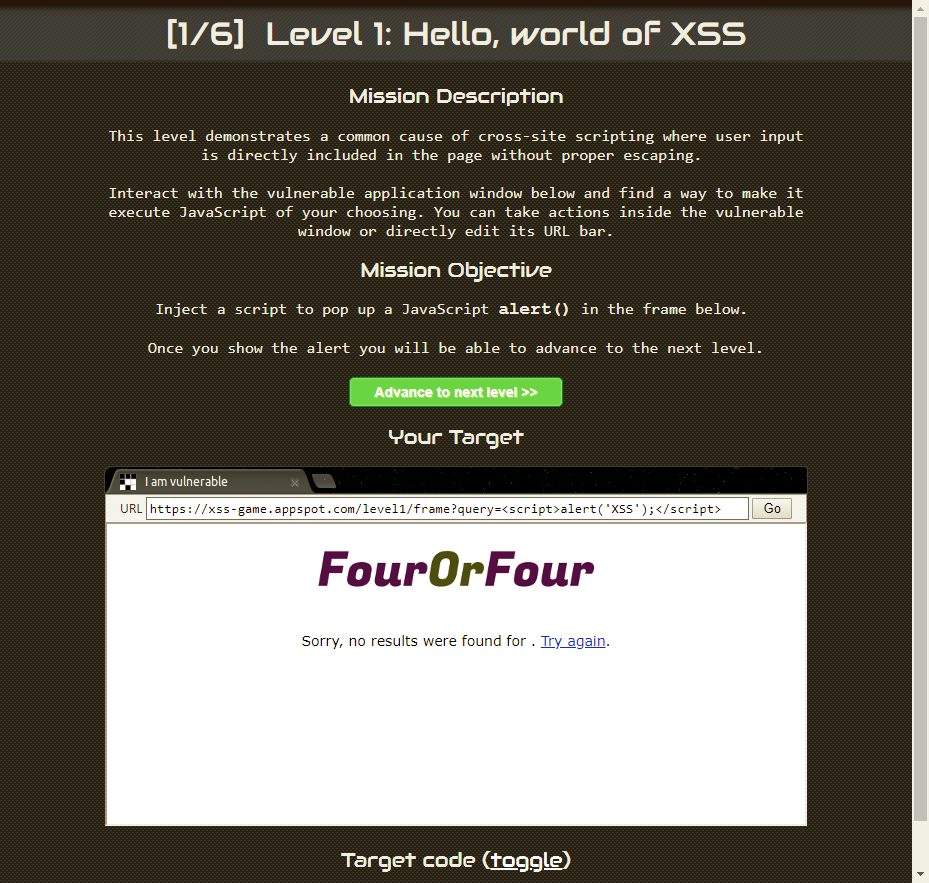 [1/6] Level 1: Hello, world of XSS
Mission Description
This level demonstrates a common cause of cross-site scripting where user input
is directly included in the page without proper escaping.
Interact with the vulnerable application window below and find a way to make it
execute JavaScript of your choosing. You can take actions inside the vulnerable
window or directly edit its URL bar.
Mission Objective
Inject a script to pop up a JavaScript alert() in the frame below.
Once you show the alert you will be able to advance to the next level.
Advance to next level >>
Your Target
I am vulnerable
URL https://xss-game.appspot.com/level1/frame?query=<script>alert('XSS');</script> Go
FourOrFour
Sorry, no results were found for . Try again.
Target code (toggle)